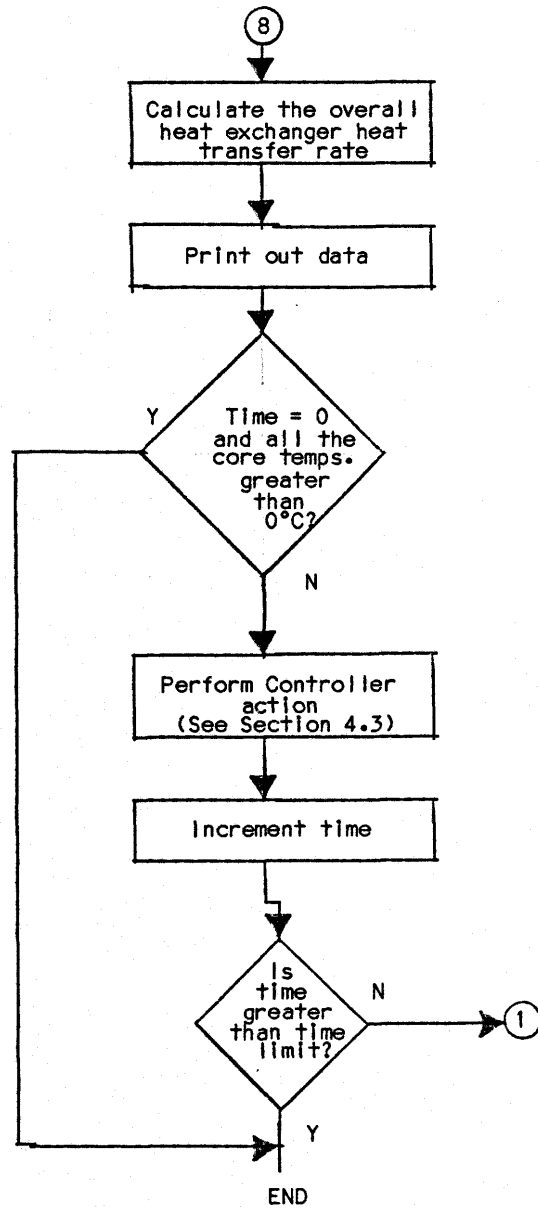 8
Calculate the overall
heat exchanger heat
transfer rate
Print out data
Y
Time = 0
and all the
core temps.
greater
than
0°C?
N
Perform Controller
action
(See Section 4.3)
Increment time
Is
time
greater
than time
limit?
N
1
Y
END